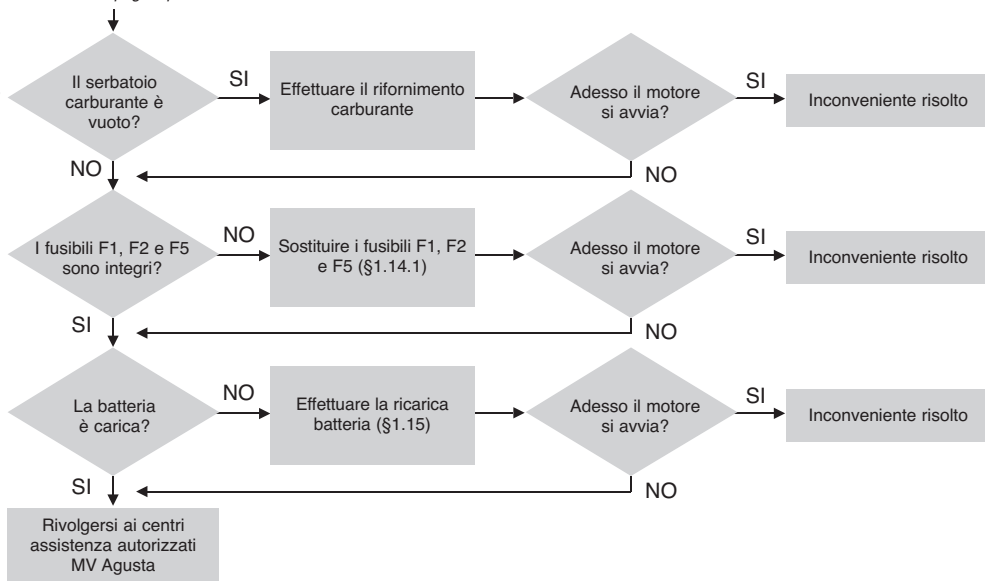 Il serbatoio
carburante è
vuoto?
SI
Effettuare il rifornimento
carburante
Adesso il motore
si avvia?
SI
Inconveniente risolto
NO
NO
I fusibili F1, F2 e F5
sono integri?
NO
Sostituire i fusibili F1, F2
e F5 (§1.14.1)
Adesso il motore
si avvia?
SI
Inconveniente risolto
SI
NO
La batteria
è carica?
NO
Effettuare la ricarica
batteria (§1.15)
Adesso il motore
si avvia?
SI
Inconveniente risolto
SI
NO
Rivolgersi ai centri
assistenza autorizzati
MV Agusta